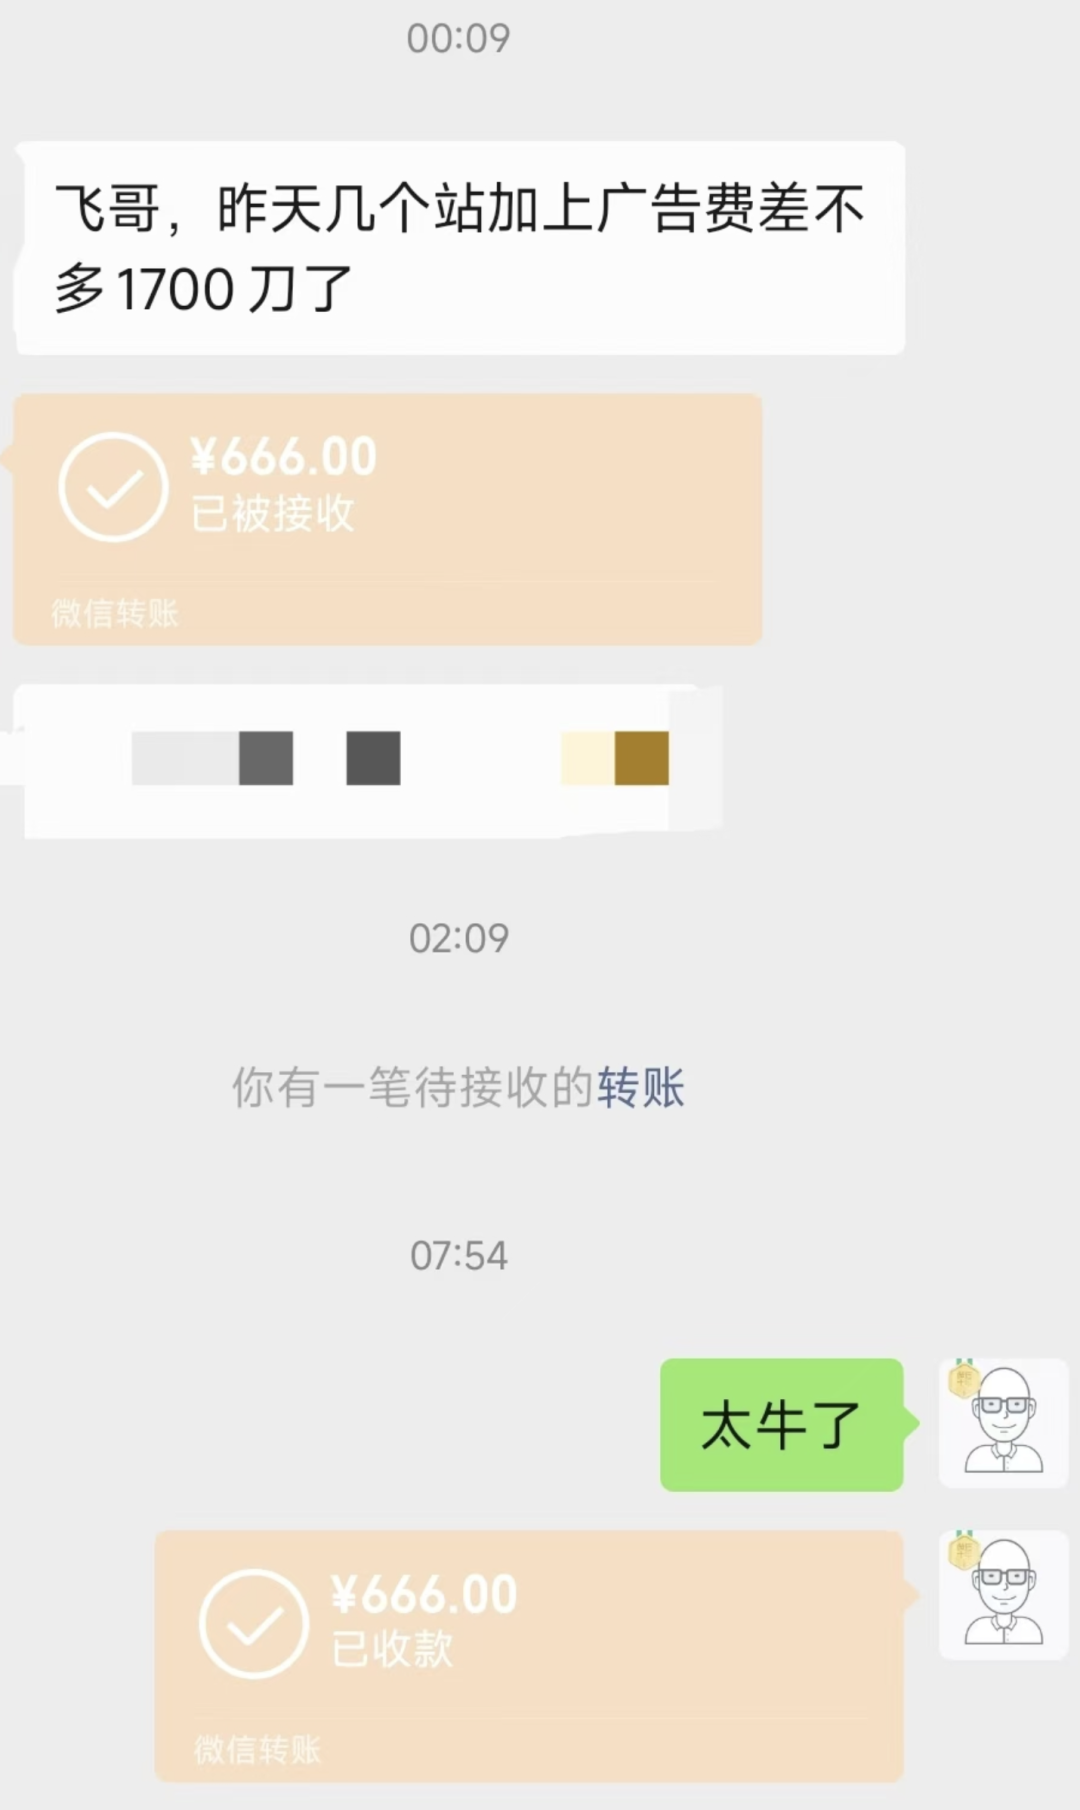 00:09
飞哥，昨天几个站加上广告费差不
多1700刀了
¥666.00
已被接收
微信转账
02:09
你有一笔待接收的转账
07:54
太牛了
¥666.00
已收款
微信转账